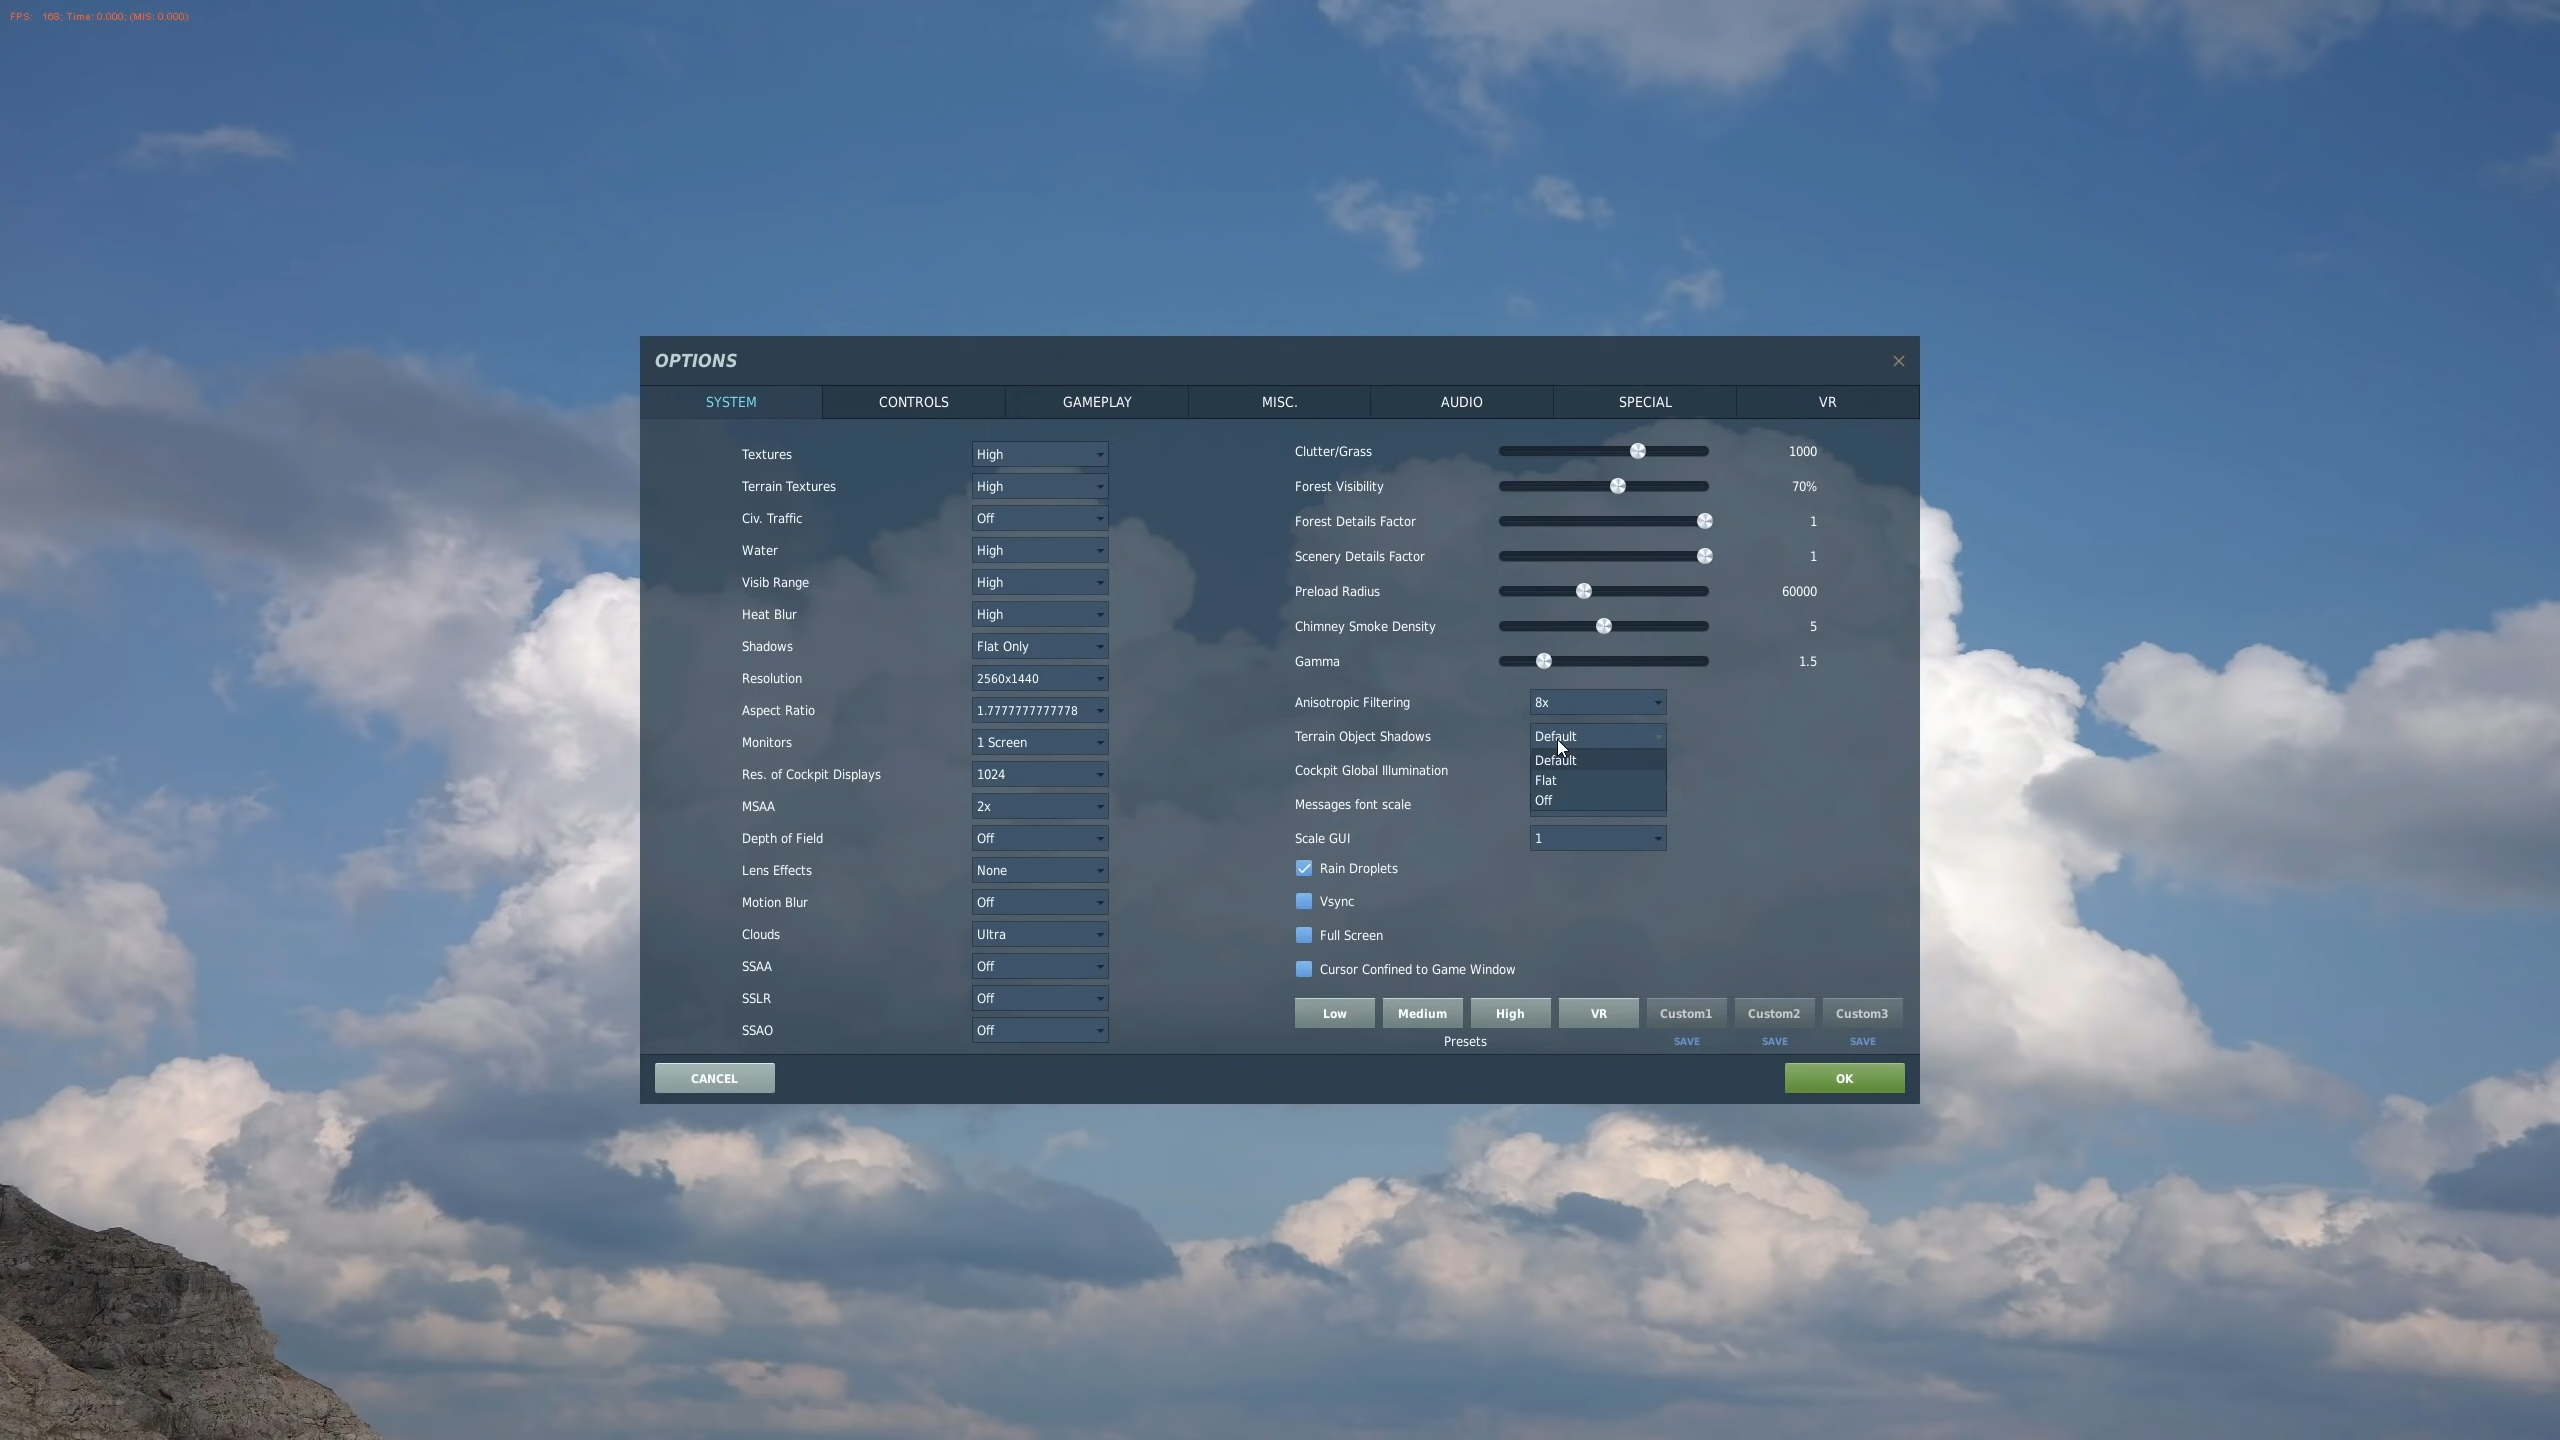 FPS: 168; Time: 0.000; (MIS: 0.000)
OPTIONS
SYSTEM CONTROLS GAMEPLAY MISC. AUDIO SPECIAL VR
Textures High
Terrain Textures High
Civ. Traffic Off
Water High
Visib Range High
Heat Blur High
Shadows Flat Only
Resolution 2560x1440
Aspect Ratio 1.7777777777778
Monitors 1 Screen
Res. of Cockpit Displays 1024
MSAA 2x
Depth of Field Off
Lens Effects None
Motion Blur Off
Clouds Ultra
SSAA Off
SSLR Off
SSAO Off
Clutter/Grass 1000
Forest Visibility 70%
Forest Details Factor 1
Scenery Details Factor 1
Preload Radius 60000
Chimney Smoke Density 5
Gamma 1.5
Anisotropic Filtering 8x
Terrain Object Shadows Default
Default
Cockpit Global Illumination
Flat
Off
Messages font scale
Scale GUI 1
Rain Droplets
Vsync
Full Screen
Cursor Confined to Game Window
Low Medium High VR Custom1 Custom2 Custom3
Presets SAVE SAVE SAVE
CANCEL OK